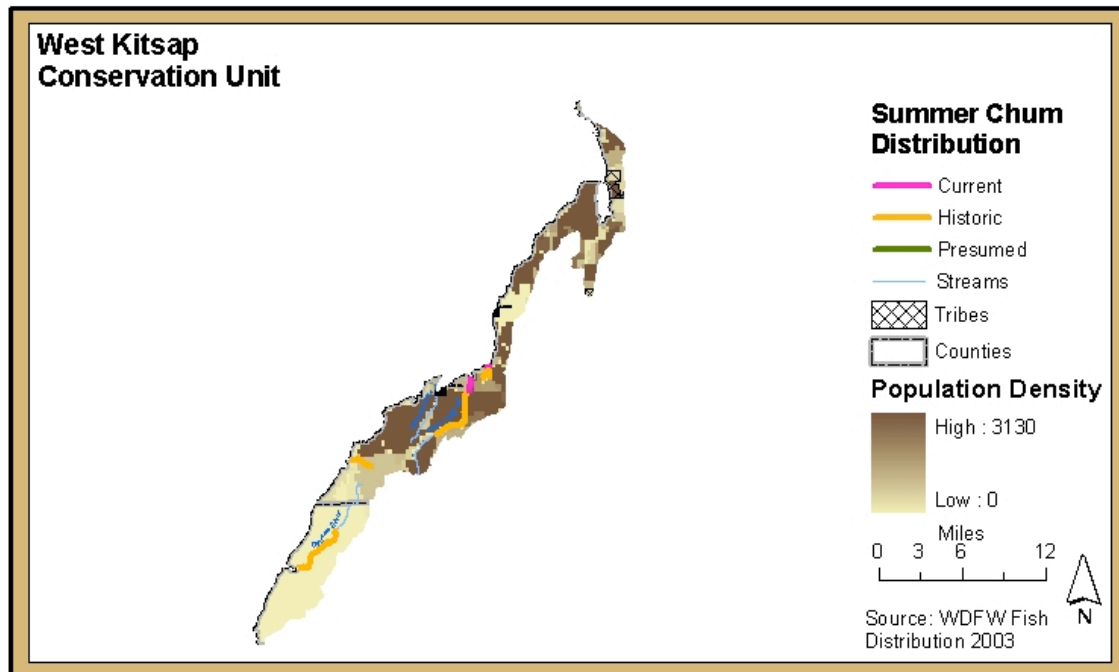 West Kitsap
Conservation Unit
Summer Chum
Distribution
Current
Historic
Presumed
Streams
Tribes
Counties
Population Density
High : 3130
Low : 0
Miles
0 3 6 12
N
Source: WDFW Fish
Distribution 2003